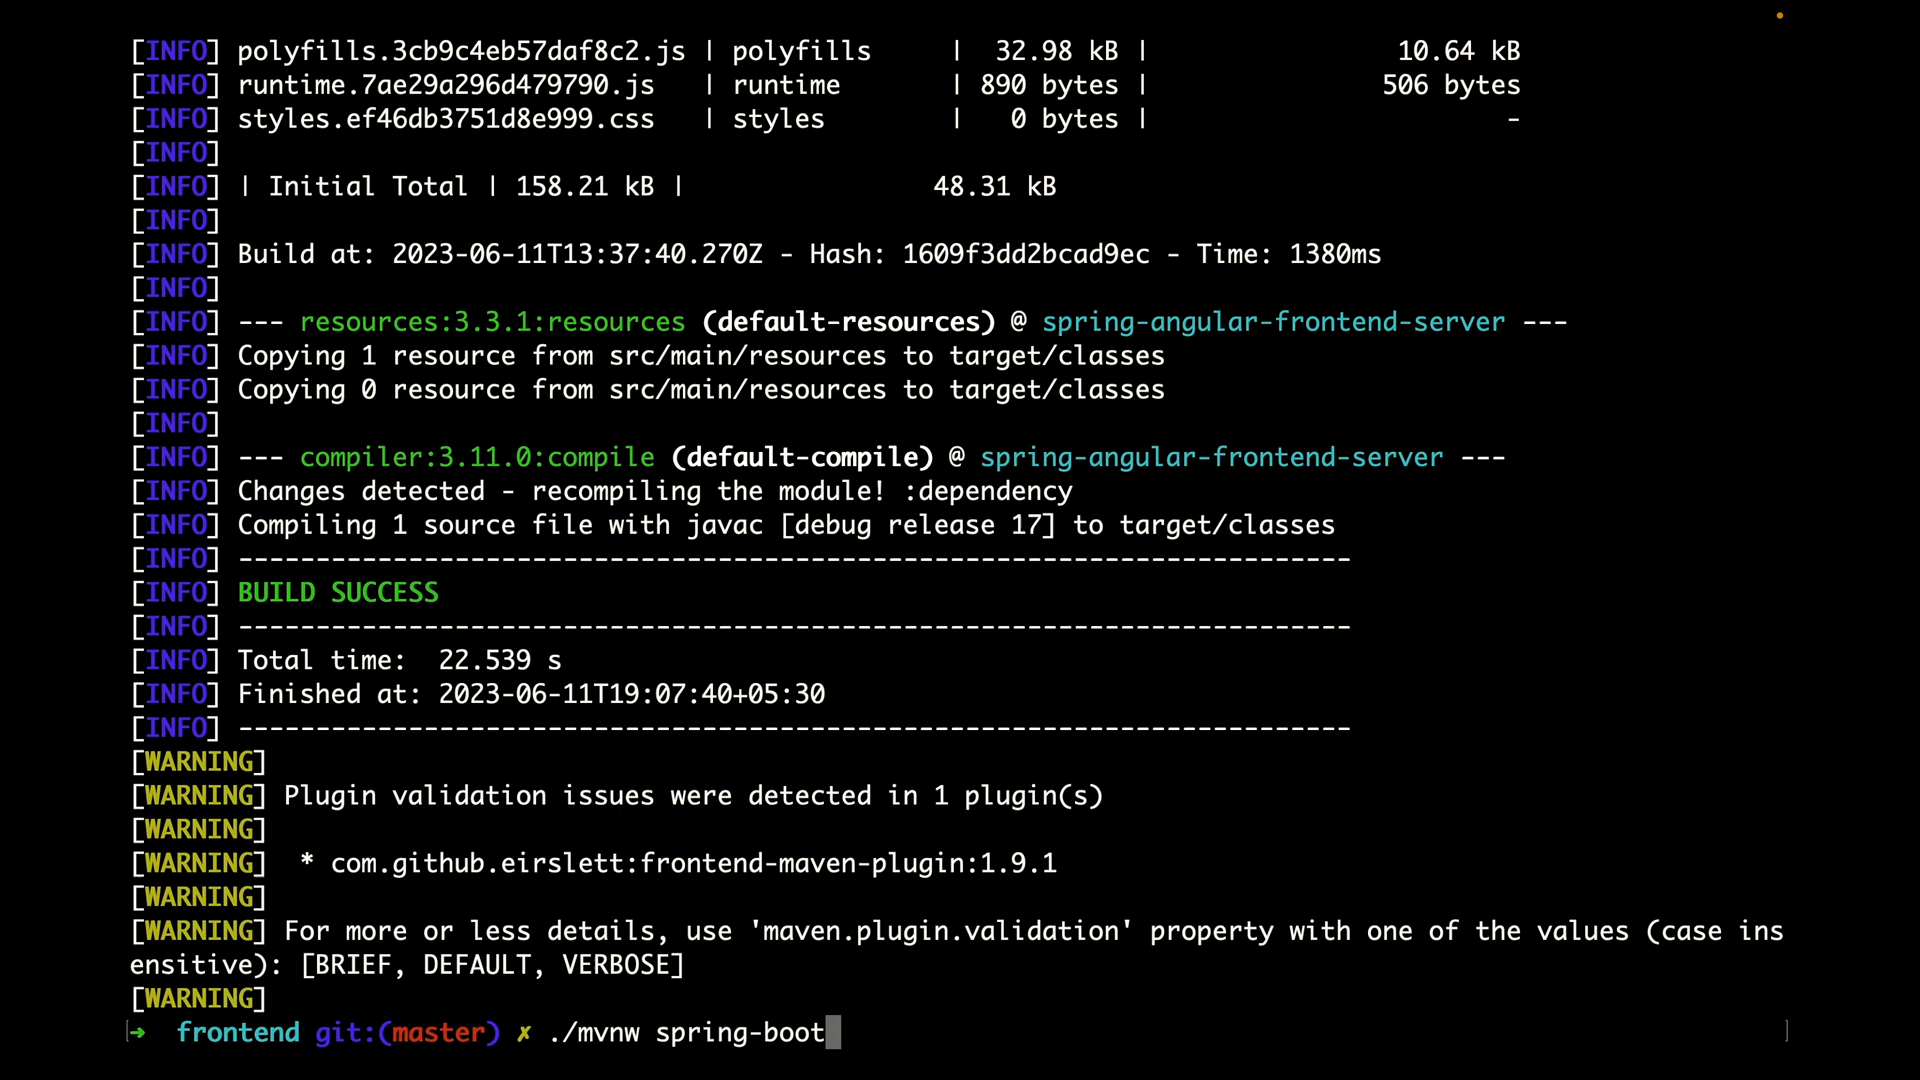 [INFO] polyfills.3cb9c4eb57daf8c2.js | polyfills     |  32.98 kB |                10.64 kB
[INFO] runtime.7ae29a296d479790.js   | runtime       | 890 bytes |               506 bytes
[INFO] styles.ef46db3751d8e999.css   | styles        |   0 bytes |                       -
[INFO]
[INFO] | Initial Total | 158.21 kB |                48.31 kB
[INFO]
[INFO] Build at: 2023-06-11T13:37:40.270Z - Hash: 1609f3dd2bcad9ec - Time: 1380ms
[INFO]
[INFO] --- resources:3.3.1:resources (default-resources) @ spring-angular-frontend-server ---
[INFO] Copying 1 resource from src/main/resources to target/classes
[INFO] Copying 0 resource from src/main/resources to target/classes
[INFO]
[INFO] --- compiler:3.11.0:compile (default-compile) @ spring-angular-frontend-server ---
[INFO] Changes detected - recompiling the module! :dependency
[INFO] Compiling 1 source file with javac [debug release 17] to target/classes
[INFO] ------------------------------------------------------------------------
[INFO] BUILD SUCCESS
[INFO] ------------------------------------------------------------------------
[INFO] Total time:  22.539 s
[INFO] Finished at: 2023-06-11T19:07:40+05:30
[INFO] ------------------------------------------------------------------------
[WARNING]
[WARNING] Plugin validation issues were detected in 1 plugin(s)
[WARNING]
[WARNING]  * com.github.eirslett:frontend-maven-plugin:1.9.1
[WARNING]
[WARNING] For more or less details, use 'maven.plugin.validation' property with one of the values (case ins
ensitive): [BRIEF, DEFAULT, VERBOSE]
[WARNING]
➜  frontend git:(master) ✗ ./mvnw spring-boot